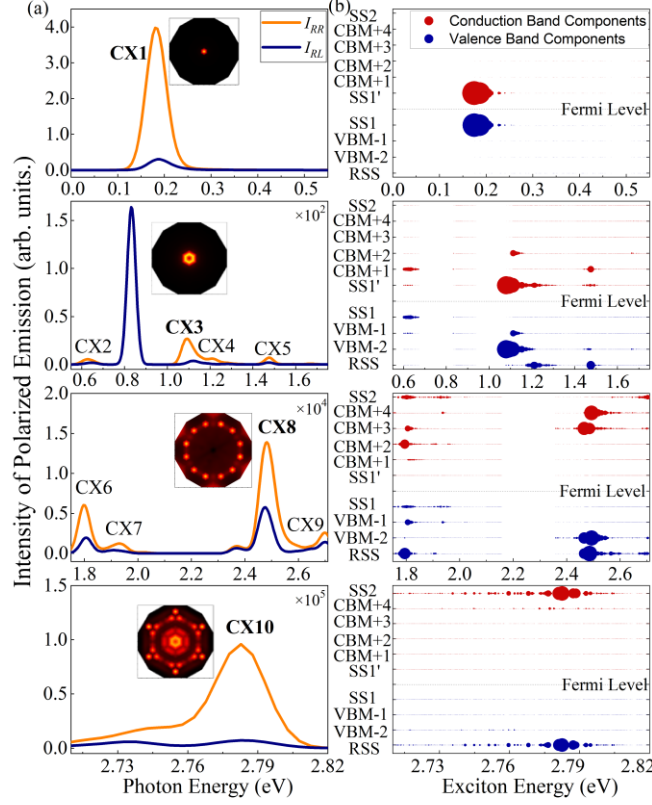 (a)
I_RR
I_RL
CX1
4.0
3.0
2.0
1.0
0.0
0.0 0.1 0.2 0.3 0.4 0.5
×10²
1.5
1.0
0.5
0.0
CX2
CX3
CX4
CX5
0.6 0.8 1.0 1.2 1.4 1.6
×10⁴
2.0
1.5
1.0
0.5
0.0
CX6
CX7
CX8
CX9
1.8 2.0 2.2 2.4 2.6
×10⁵
1.5
1.0
0.5
0.0
CX10
2.73 2.76 2.79 2.82
Photon Energy (eV)
Intensity of Polarized Emission (arb. units.)
(b)
Conduction Band Components
Valence Band Components
SS2
CBM+4
CBM+3
CBM+2
CBM+1
SS1'
Fermi Level
SS1
VBM-1
VBM-2
RSS
0.0 0.1 0.2 0.3 0.4 0.5
SS2
CBM+4
CBM+3
CBM+2
CBM+1
SS1'
Fermi Level
SS1
VBM-1
VBM-2
RSS
0.6 0.8 1.0 1.2 1.4 1.6
SS2
CBM+4
CBM+3
CBM+2
CBM+1
SS1'
Fermi Level
SS1
VBM-1
VBM-2
RSS
1.8 2.0 2.2 2.4 2.6
SS2
CBM+4
CBM+3
CBM+2
CBM+1
SS1'
Fermi Level
SS1
VBM-1
VBM-2
RSS
2.73 2.76 2.79 2.82
Exciton Energy (eV)